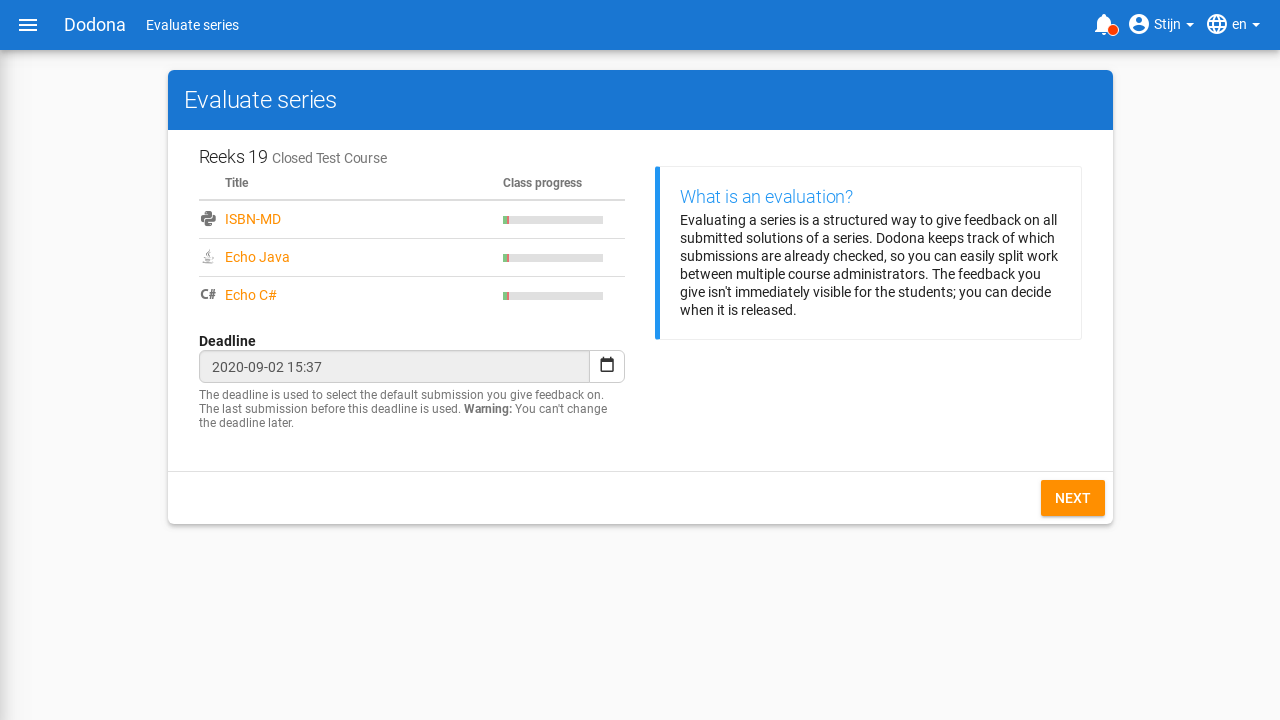 Dodona Evaluate series Stijn en
Evaluate series
Reeks 19 Closed Test Course
Title Class progress
ISBN-MD
Echo Java
C# Echo C#
Deadline
2020-09-02 15:37
The deadline is used to select the default submission you give feedback on.
The last submission before this deadline is used. Warning: You can't change
the deadline later.
What is an evaluation?
Evaluating a series is a structured way to give feedback on all
submitted solutions of a series. Dodona keeps track of which
submissions are already checked, so you can easily split work
between multiple course administrators. The feedback you
give isn't immediately visible for the students; you can decide
when it is released.
NEXT